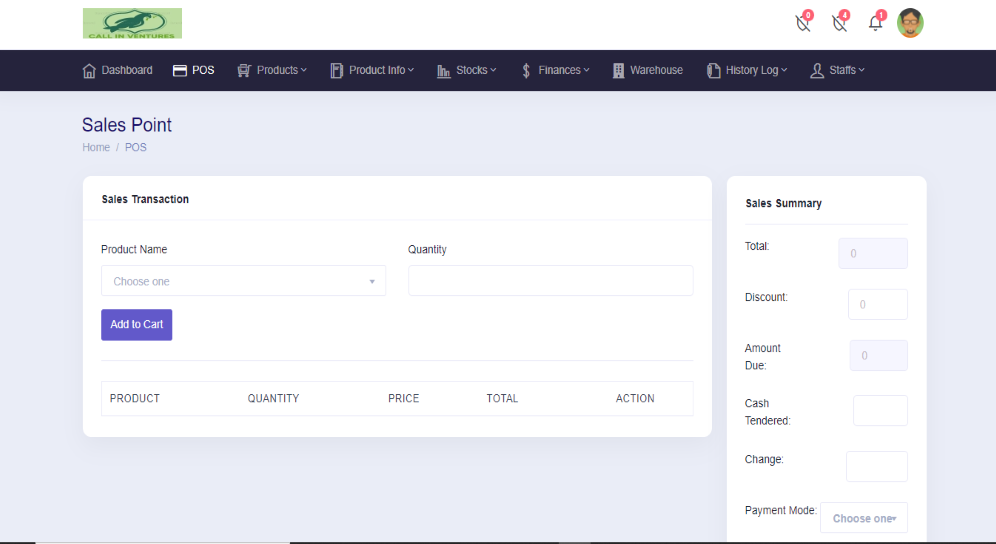 CALL IN VENTURES
0 4 1
Dashboard POS Products Product Info Stocks Finances Warehouse History Log Staffs
Sales Point
Home / POS
Sales Transaction
Product Name Quantity
Choose one
Add to Cart
PRODUCT QUANTITY PRICE TOTAL ACTION
Sales Summary
Total: 0
Discount: 0
Amount
Due: 0
Cash
Tendered:
Change:
Payment Mode: Choose one